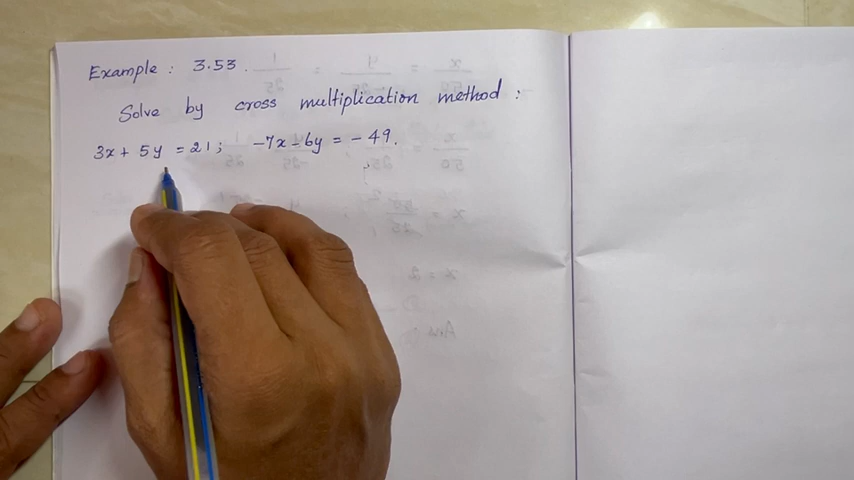 Example : 3.53.
Solve by cross multiplication method :
3x + 5y = 21; -7x - 6y = - 49.